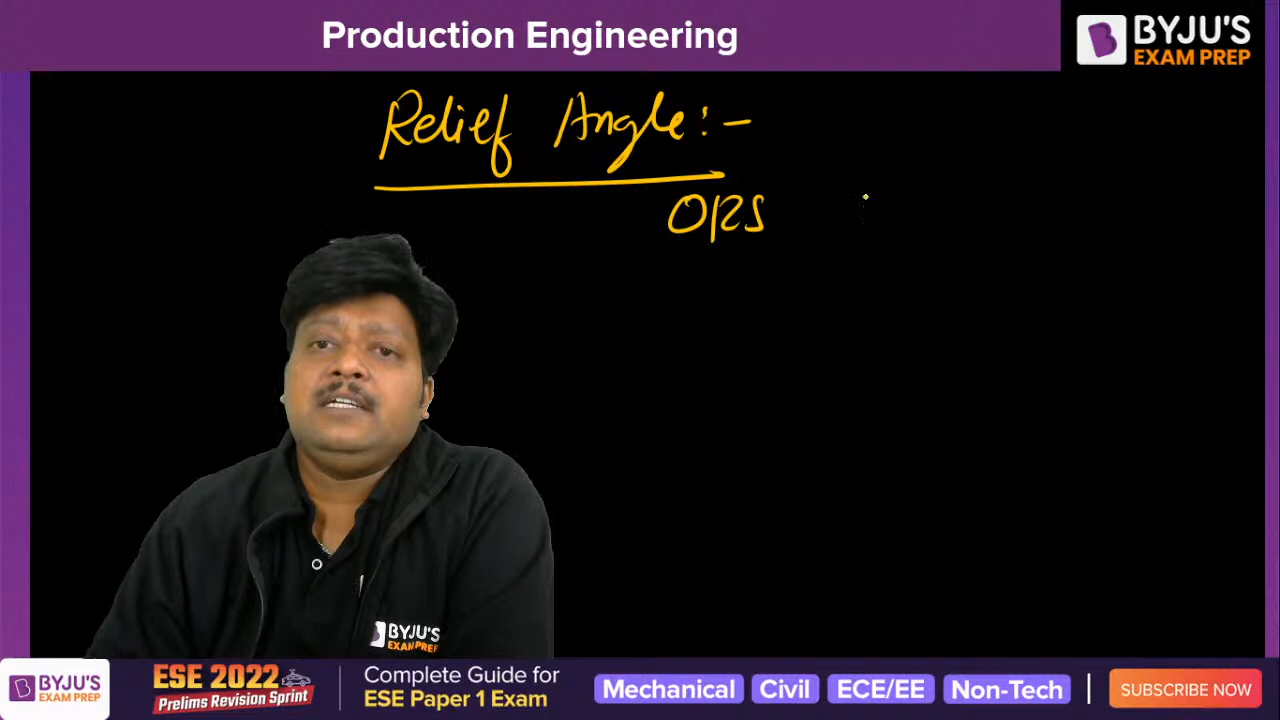 Production Engineering
BYJU'S
EXAM PREP
Relief Angle:-
ORS
BYJU'S
EXAM PREP
BYJU'S
EXAM PREP
ESE 2022
Prelims Revision Sprint
Complete Guide for
ESE Paper 1 Exam
Mechanical
Civil
ECE/EE
Non-Tech
SUBSCRIBE NOW